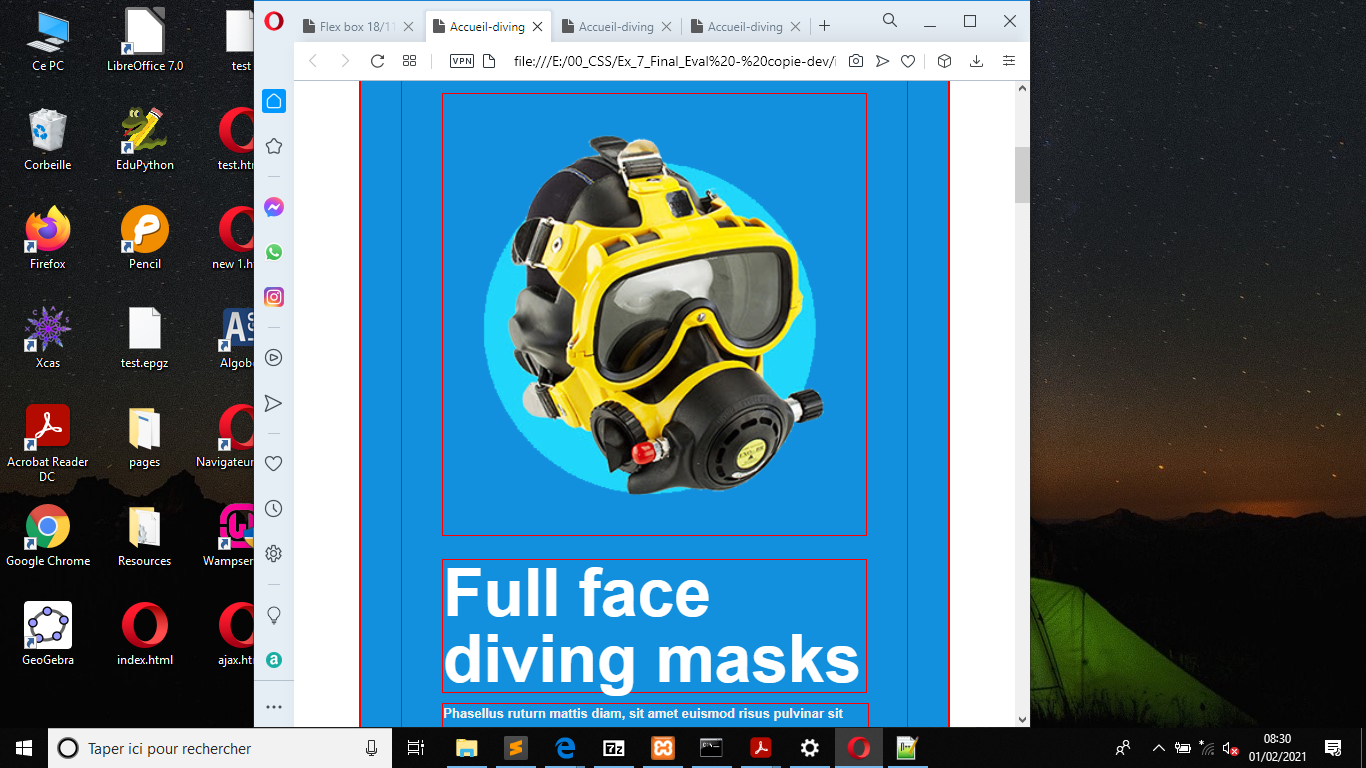 Ce PC
LibreOffice 7.0
test
Corbeille
EduPython
test.htm
Firefox
Pencil
new 1.h
Xcas
test.epgz
Algobo
Acrobat Reader
DC
pages
Navigateur
Google Chrome
Resources
Wampser
GeoGebra
index.html
ajax.ht
Flex box 18/11
Accueil-diving
Accueil-diving
Accueil-diving
VPN
file:///E:/00_CSS/Ex_7_Final_Eval%20-%20copie-dev/i
Full face
diving masks
Phasellus ruturn mattis diam, sit amet euismod risus pulvinar sit
Taper ici pour rechercher
08:30
01/02/2021